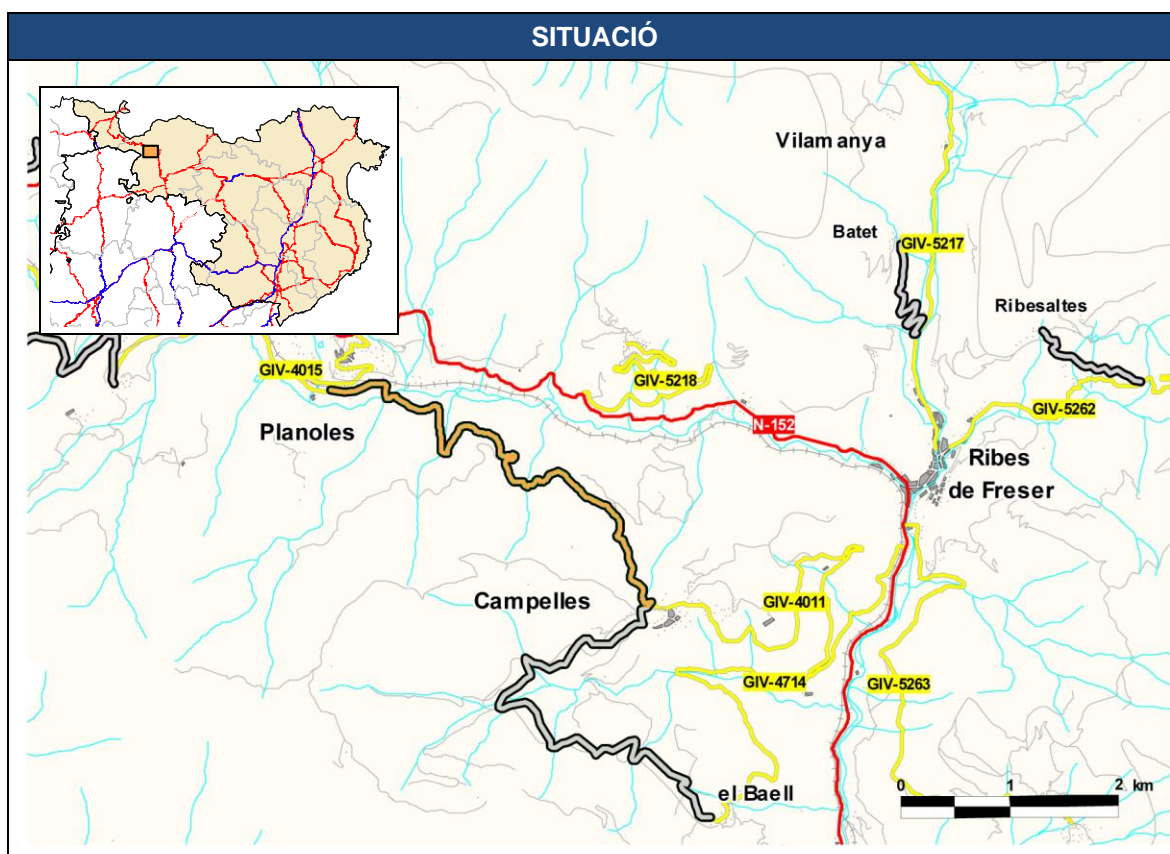 SITUACIÓ
Vilamanya
Batet
GIV-5217
Ribesaltes
GIV-4015
GIV-5218
GIV-5262
Planoles
N-152
Ribes
de Freser
Campelles
GIV-4011
GIV-4714
GIV-5263
el Baell
0 1 2 km